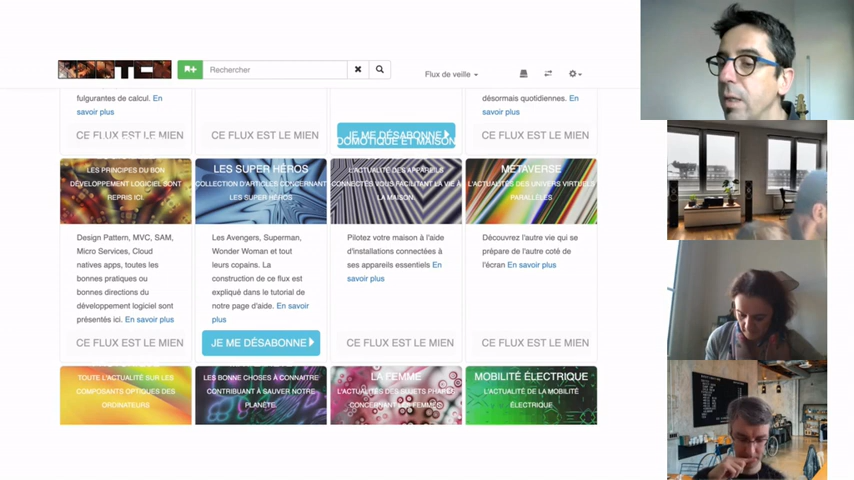 Rechercher
Flux de veille
fulgurantes de calcul. En
savoir plus
CE FLUX EST LE MIEN
CE FLUX EST LE MIEN
JE ME DÉSABONNE
DOMOTIQUE ET MAISON
désormais quotidiennes. En
savoir plus
CE FLUX EST LE MIEN
LES PRINCIPES DU BON
DÉVELOPPEMENT LOGICIEL SONT
REPRIS ICI.
Design Pattern, MVC, SAM,
Micro Services, Cloud
natives apps, toutes les
bonnes pratiques ou
bonnes directions du
développement logiciel sont
présentés ici. En savoir plus
CE FLUX EST LE MIEN
LES SUPER HÉROS
COLLECTION D'ARTICLES CONCERNANT
LES SUPER HÉROS
Les Avengers, Superman,
Wonder Woman et tout
leurs copains. La
construction de ce flux est
expliqué dans le tutorial de
notre page d'aide. En savoir
plus
JE ME DÉSABONNE
L'ACTUALITÉ DES APPAREILS
CONNECTÉS VOUS FACILITANT LA VIE À
LA MAISON.
Pilotez votre maison à l'aide
d'installations connectées à
ses appareils essentiels En
savoir plus
CE FLUX EST LE MIEN
METAVERSE
L'ACTUALITÉS DES UNIVERS VIRTUELS
PARALLÈLES
Découvrez l'autre vie qui se
prépare de l'autre coté de
l'écran En savoir plus
CE FLUX EST LE MIEN
TOUTE L'ACTUALITÉ SUR LES
COMPOSANTS OPTIQUES DES
ORDINATEURS
LES BONNE CHOSES À CONNAITRE
CONTRIBUANT À SAUVER NOTRE
PLANÈTE.
LA FEMME
L'ACTUALITÉS DES SUJETS PHARES
CONCERNANT LES FEMMES
MOBILITÉ ÉLECTRIQUE
L'ACTUALITÉ DE LA MOBILITÉ
ÉLECTRIQUE